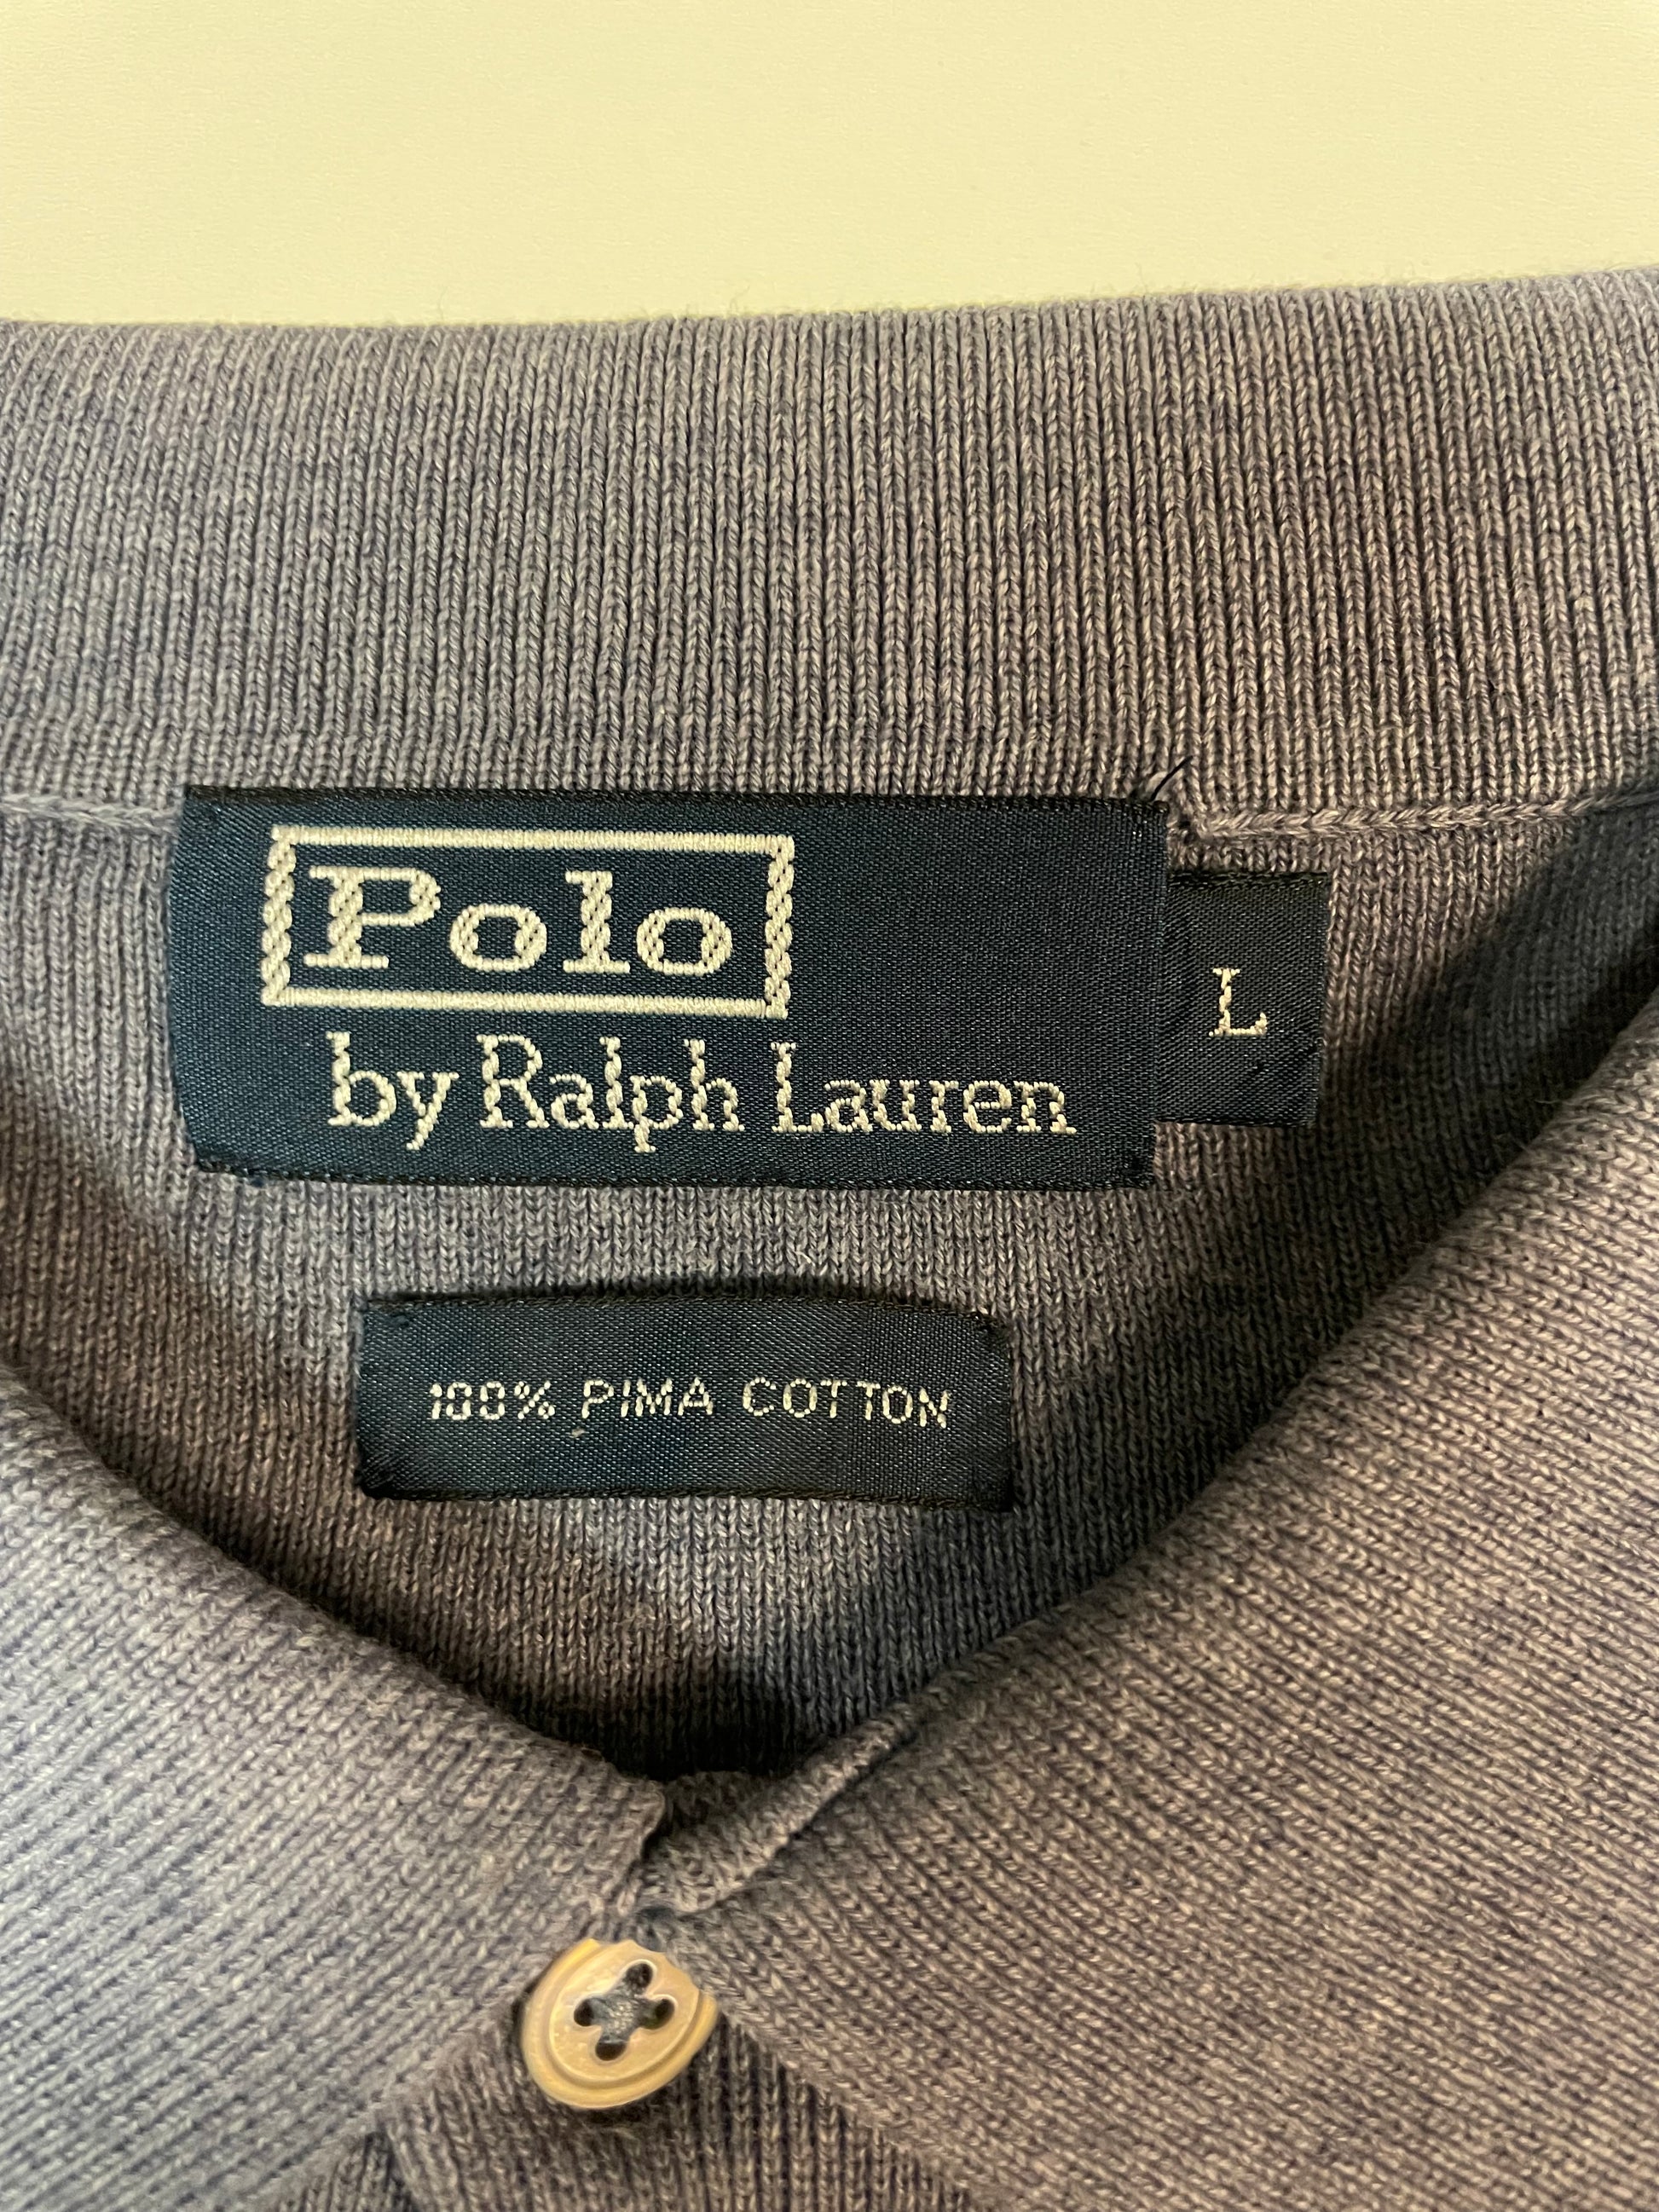 Polo
by Ralph Lauren
L
100% PIMA COTTON